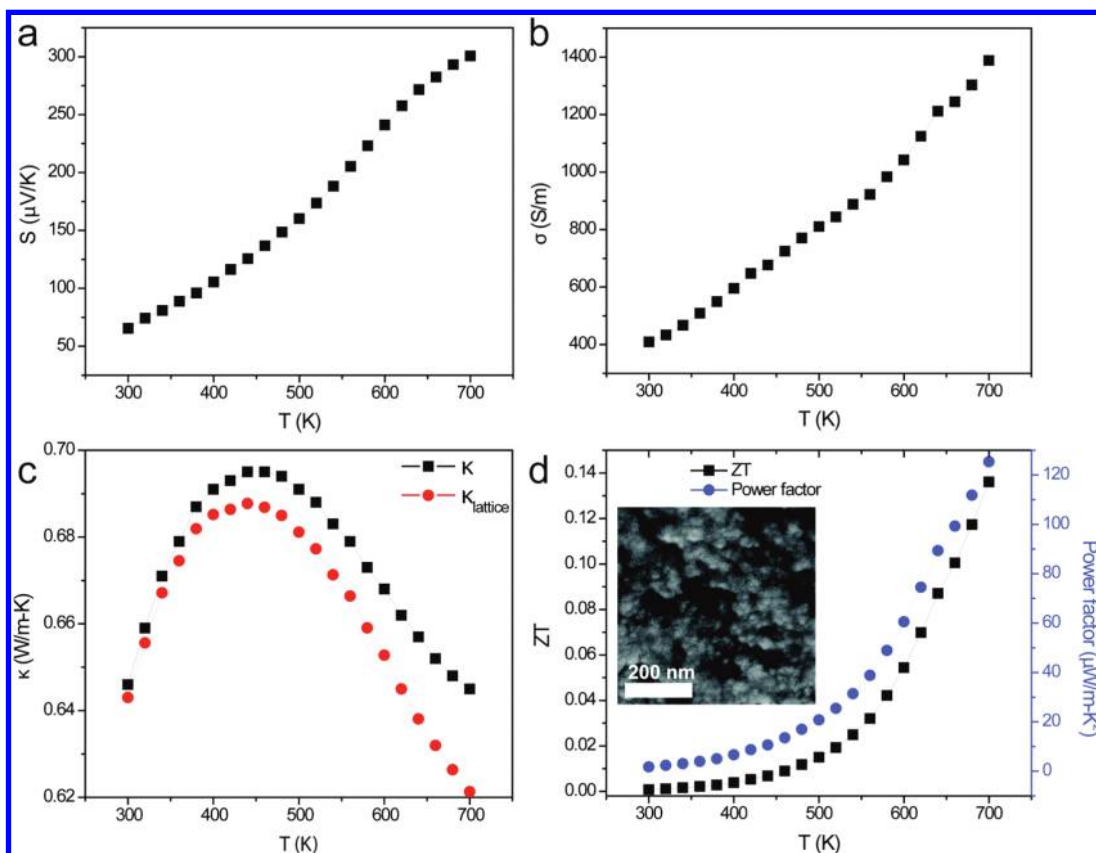 a
300
250
200
150
100
50
S (µV/K)
300 400 500 600 700
T (K)
b
1400
1200
1000
800
600
400
σ (S/m)
300 400 500 600 700
T (K)
c
0.70
0.68
0.66
0.64
0.62
κ (W/m-K)
K
K lattice
300 400 500 600 700
T (K)
d
0.14
0.12
0.10
0.08
0.06
0.04
0.02
0.00
ZT
ZT
Power factor
200 nm
120
100
80
60
40
20
0
Power factor (µW/m-K²)
300 400 500 600 700
T (K)